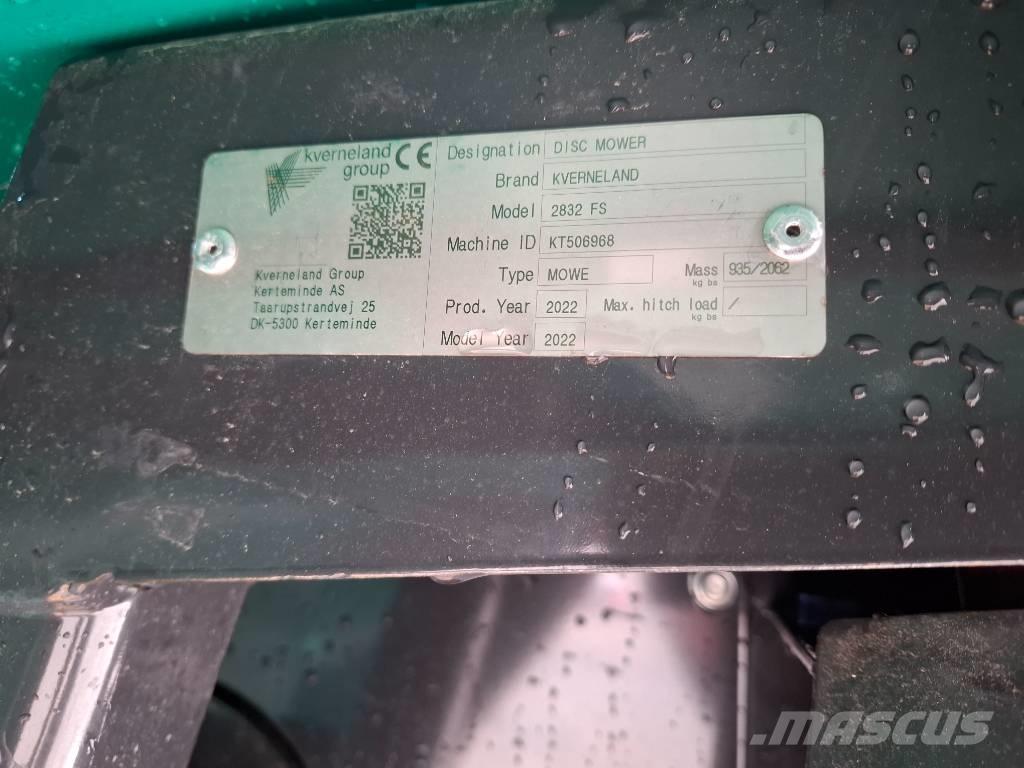 kverneland
group
CE
Kverneland Group
Kerteminde AS
Taarupstrandvej 25
DK-5300 Kerteminde
Designation DISC MOWER
Brand KVERNELAND
Model 2832 FS
Machine ID KT506968
Type MOWE Mass kg lbs 935/2062
Prod. Year 2022 Max. hitch load kg lbs /
Model Year 2022
MASCUS